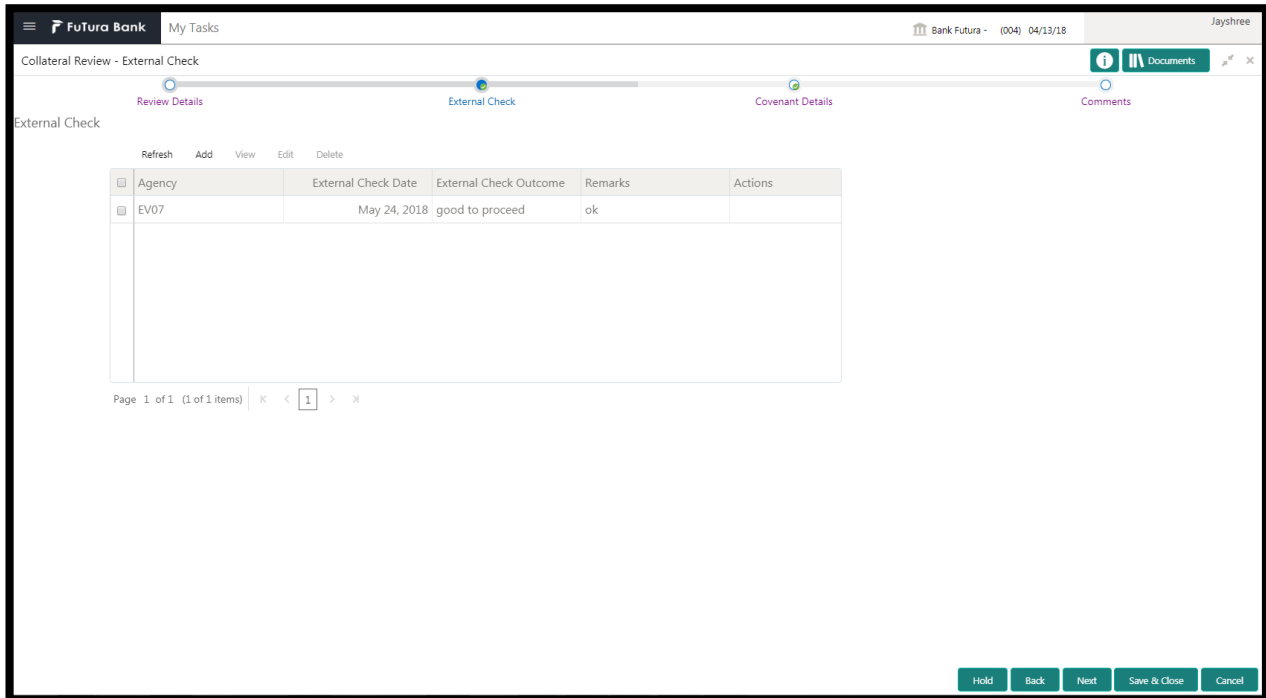 FuTura Bank My Tasks Bank Futura - (004) 04/13/18 Jayshree
Collateral Review - External Check Documents
Review Details External Check Covenant Details Comments
External Check
Refresh Add View Edit Delete
Agency External Check Date External Check Outcome Remarks Actions
EV07 May 24, 2018 good to proceed ok
Page 1 of 1 (1 of 1 items) 1
Hold Back Next Save & Close Cancel